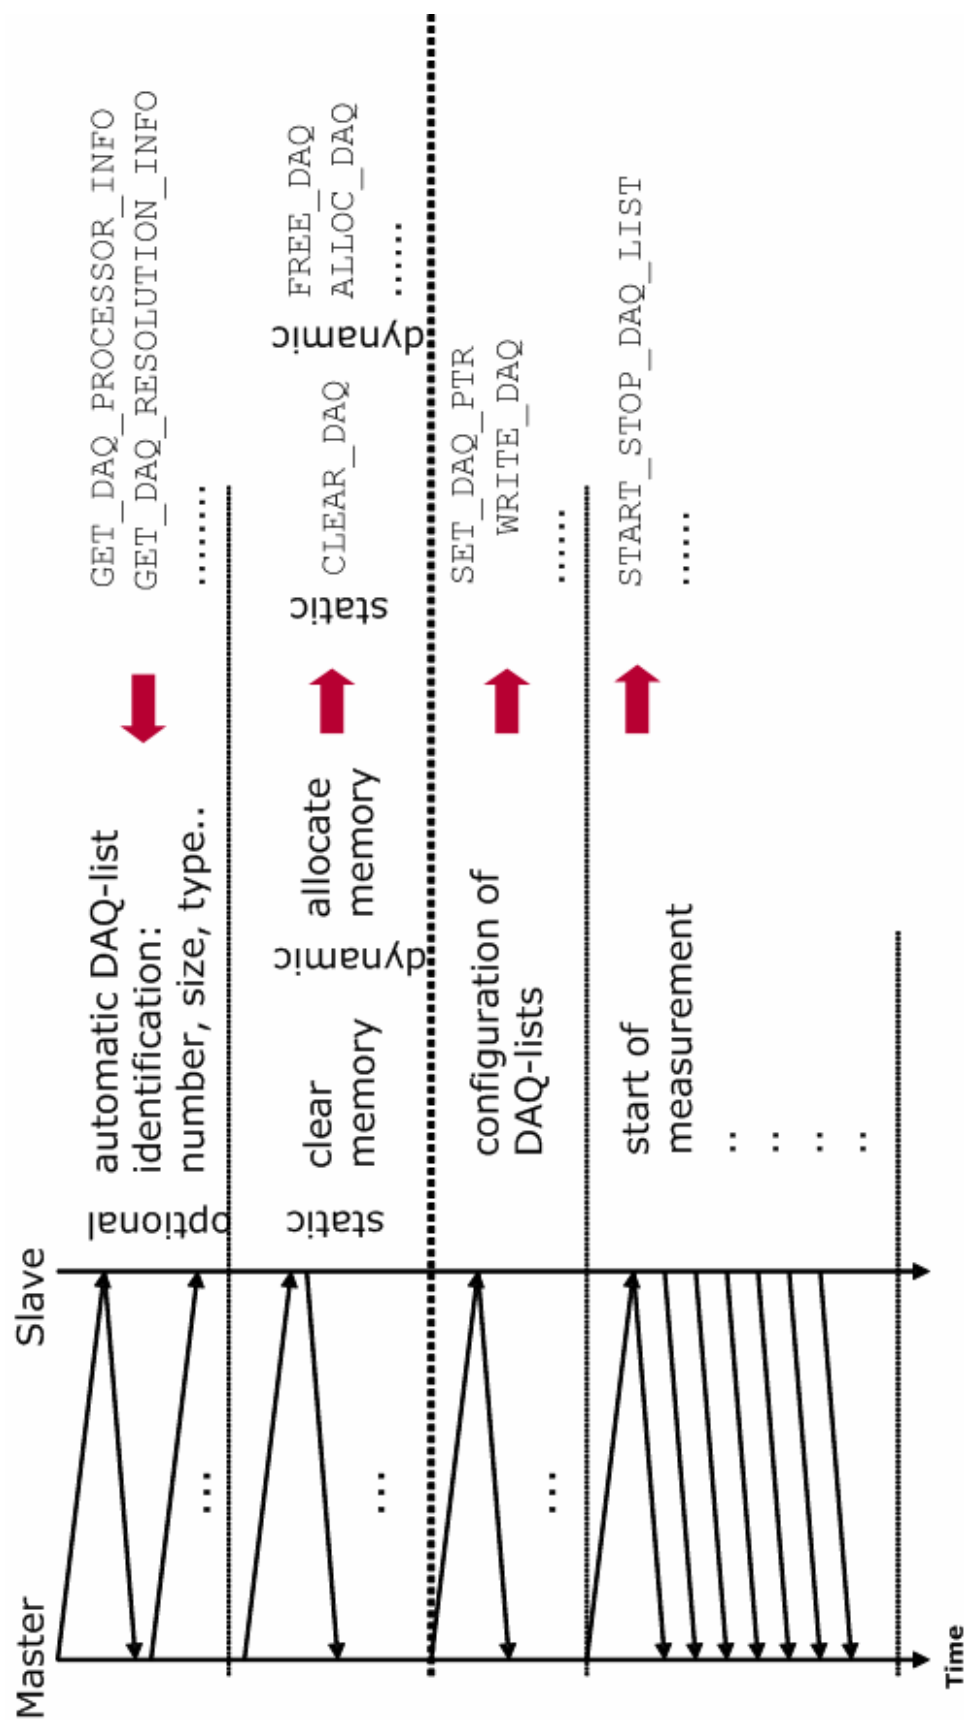 Master
Slave
optional
automatic DAQ-list
identification:
number, size, type..
GET_DAQ_PROCESSOR_INFO
GET_DAQ_RESOLUTION_INFO
........
...
static
clear
memory
dynamic
allocate
memory
static
CLEAR_DAQ
dynamic
FREE_DAQ
ALLOC_DAQ
......
...
configuration of
DAQ-lists
SET_DAQ_PTR
WRITE_DAQ
......
...
start of
measurement
..
..
..
..
START_STOP_DAQ_LIST
......
Time